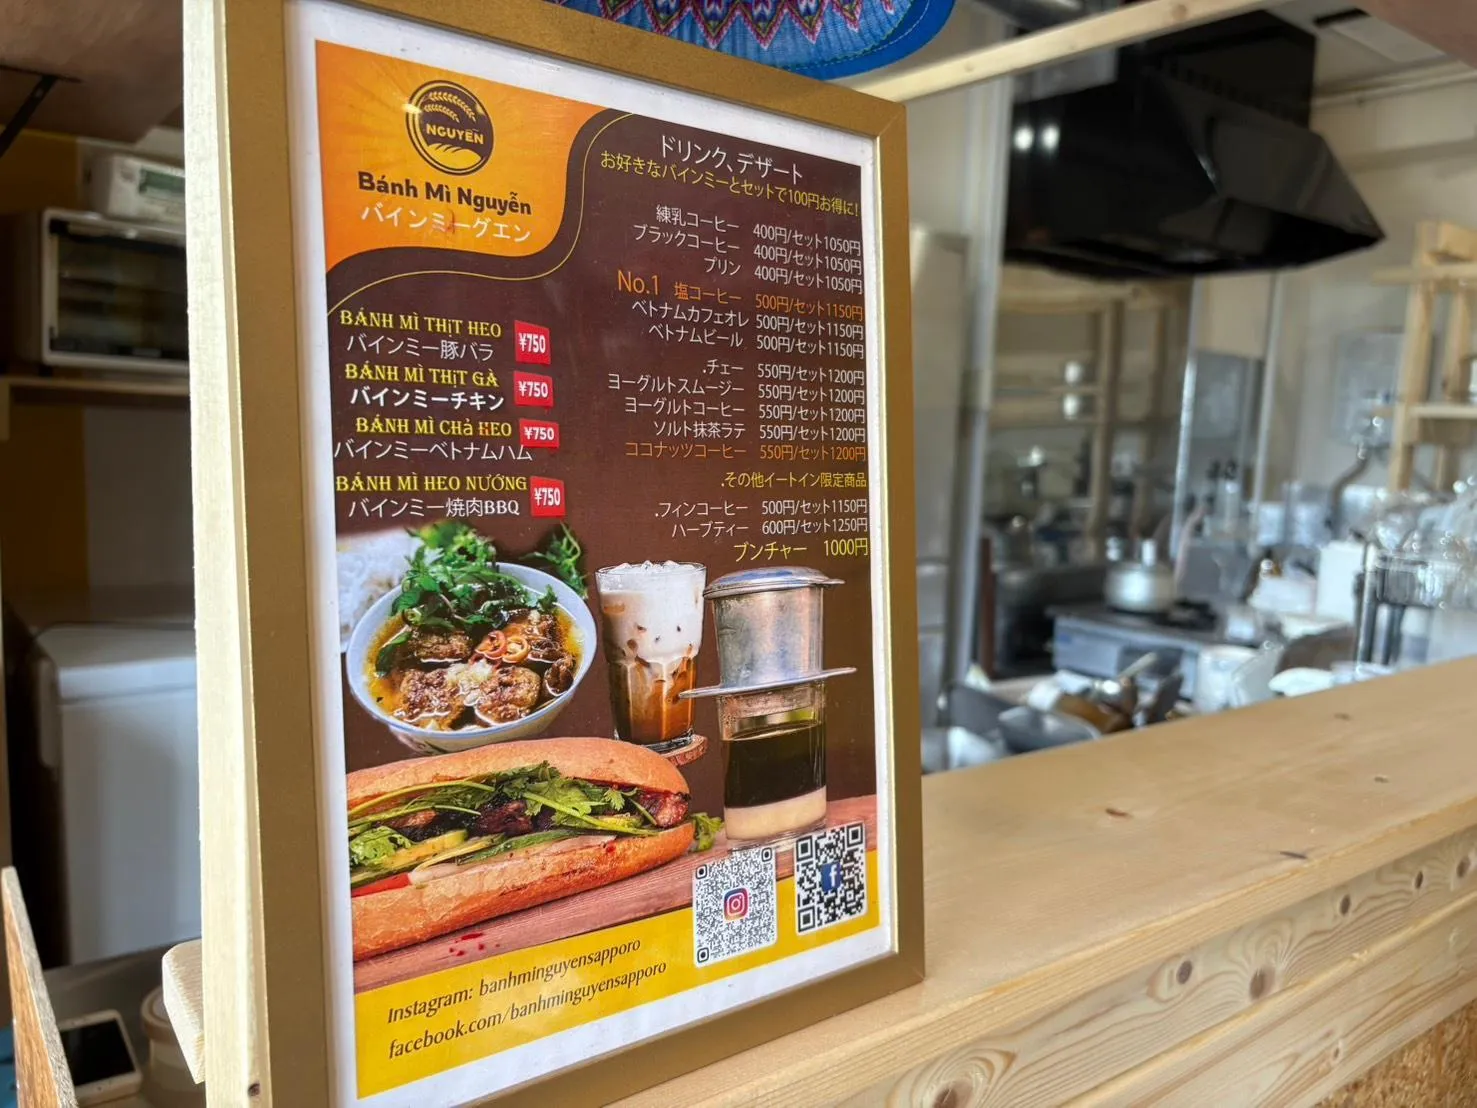 NGUYỄN
Bánh Mì Nguyễn
バインミーグエン
BÁNH MÌ THịT HEO ¥750
バインミー豚バラ
BÁNH MÌ THịT GÀ ¥750
バインミーチキン
BÁNH MÌ CHả HEO ¥750
バインミーベトナムハム
BÁNH MÌ HEO NƯỚNG ¥750
バインミー焼肉BBQ
ドリンク、デザート
お好きなバインミーとセットで100円お得に!
練乳コーヒー 400円/セット1050円
ブラックコーヒー 400円/セット1050円
プリン 400円/セット1050円
No.1 塩コーヒー 500円/セット1150円
ベトナムカフェオレ 500円/セット1150円
ベトナムビール 500円/セット1150円
.チェー 550円/セット1200円
ヨーグルトスムージー 550円/セット1200円
ヨーグルトコーヒー 550円/セット1200円
ソルト抹茶ラテ 550円/セット1200円
ココナッツコーヒー 550円/セット1200円
.その他イートイン限定商品
.フィンコーヒー 500円/セット1150円
ハーブティー 600円/セット1250円
ブンチャー 1000円
Instagram: banhminguyensapporo
facebook.com/banhminguyensapporo